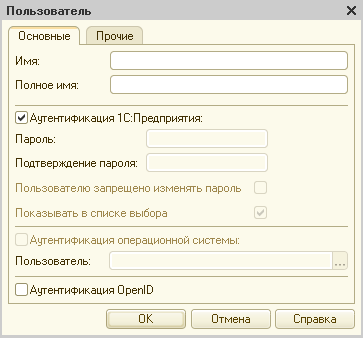 Пользователь
Основные Прочие
Имя:
Полное имя:
Аутентификация 1С:Предприятия:
Пароль:
Подтверждение пароля:
Пользователю запрещено изменять пароль
Показывать в списке выбора
Аутентификация операционной системы:
Пользователь: ...
Аутентификация OpenID
OK Отмена Справка